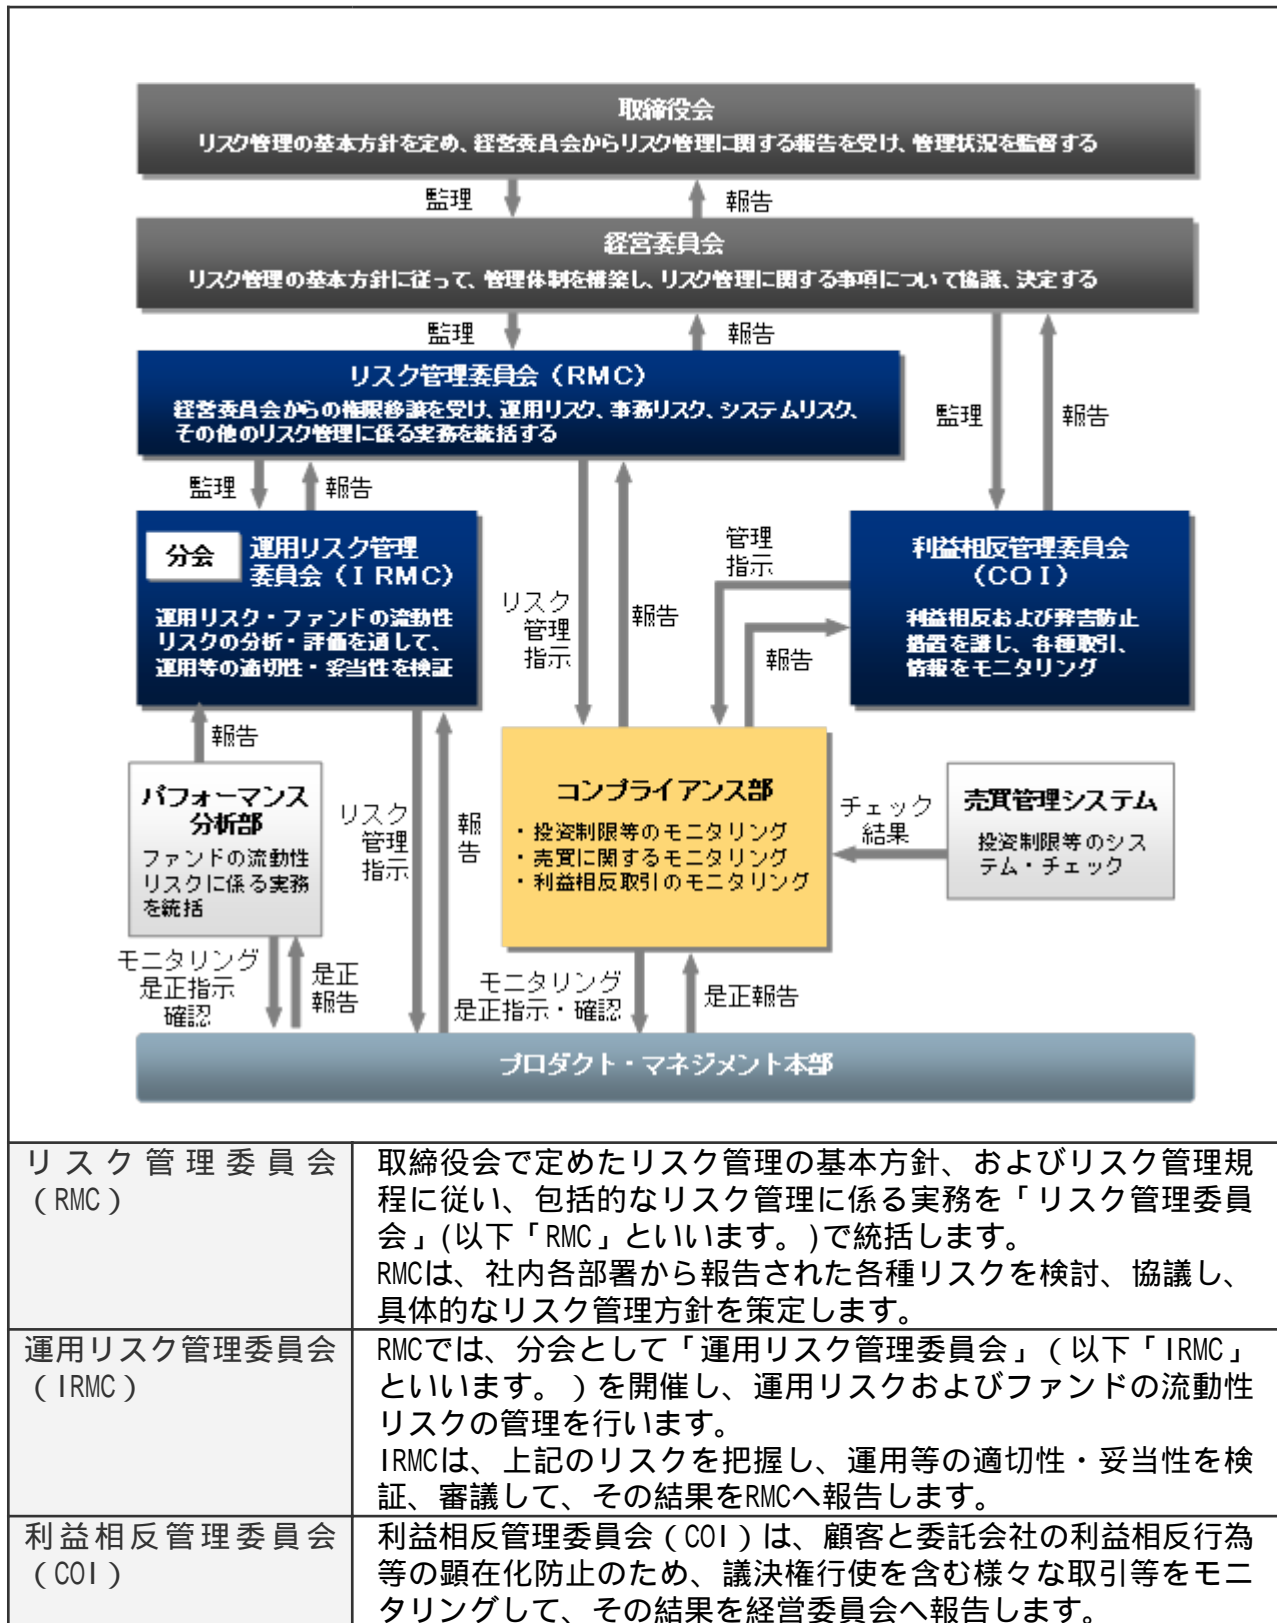 取締役会
リスク管理の基本方針を定め、経営委員会からリスク管理に関する報告を受け、管理状況を監督する
監理
報告
経営委員会
リスク管理の基本方針に従って、管理体制を構築し、リスク管理に関する事項について協議、決定する
監理
報告
監理
報告
リスク管理委員会（RMC）
経営委員会からの権限移譲を受け、運用リスク、事務リスク、システムリスク、
その他のリスク管理に係る実務を統括する
監理
報告
分会
運用リスク管理
委員会（IRMC）
運用リスク・ファンドの流動性
リスクの分析・評価を通して、
運用等の適切性・妥当性を検証
リスク
管理
指示
報告
管理
指示
報告
利益相反管理委員会
（COI）
利益相反および弊害防止
措置を講じ、各種取引、
情報をモニタリング
報告
パフォーマンス
分析部
ファンドの流動性
リスクに係る実務
を統括
リスク
管理
指示
報
告
コンプライアンス部
・投資制限等のモニタリング
・売買に関するモニタリング
・利益相反取引のモニタリング
チェック
結果
売買管理システム
投資制限等のシス
テム・チェック
モニタリング
是正指示
確認
是正
報告
モニタリング
是正指示・確認
是正報告
プロダクト・マネジメント本部
リスク管理委員会
（RMC）
取締役会で定めたリスク管理の基本方針、およびリスク管理規
程に従い、包括的なリスク管理に係る実務を「リスク管理委員
会」(以下「RMC」といいます。)で統括します。
RMCは、社内各部署から報告された各種リスクを検討、協議し、
具体的なリスク管理方針を策定します。
運用リスク管理委員会
（IRMC）
RMCでは、分会として「運用リスク管理委員会」（以下「IRMC」
といいます。）を開催し、運用リスクおよびファンドの流動性
リスクの管理を行います。
IRMCは、上記のリスクを把握し、運用等の適切性・妥当性を検
証、審議して、その結果をRMCへ報告します。
利益相反管理委員会
（COI）
利益相反管理委員会（COI）は、顧客と委託会社の利益相反行為
等の顕在化防止のため、議決権行使を含む様々な取引等をモニ
タリングして、その結果を経営委員会へ報告します。